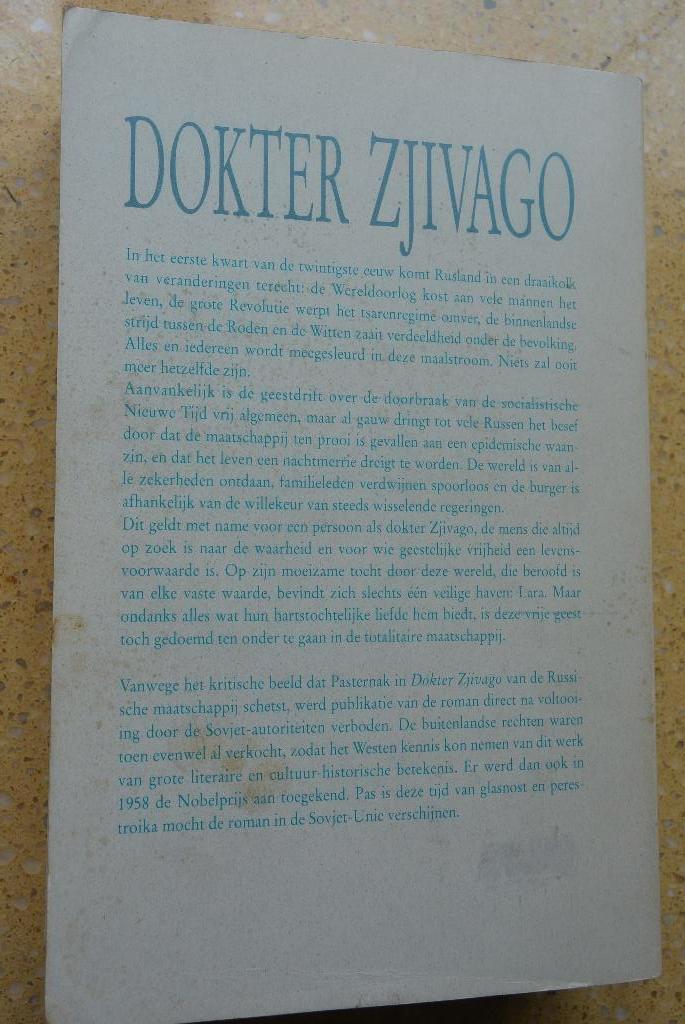 DOKTER ZJIVAGO
In het eerste kwart van de twintigste eeuw komt Rusland in een draaikolk
van veranderingen terecht: de Wereldoorlog kost aan vele mannen het
leven, de grote Revolutie werpt het tsarenregime omver, de binnenlandse
strijd tussen de Roden en de Witten zaait verdeeldheid onder de bevolking.
Alles en iedereen wordt meegesleurd in deze maalstroom. Niets zal ooit
meer hetzelfde zijn.
Aanvankelijk is de geestdrift over de doorbraak van de socialistische
Nieuwe Tijd vrij algemeen, maar al gauw dringt tot vele Russen het besef
door dat de maatschappij ten prooi is gevallen aan een epidemische waan-
zin, en dat het leven een nachtmerrie dreigt te worden. De wereld is van al-
le zekerheden ontdaan, familieleden verdwijnen spoorloos en de burger is
afhankelijk van de willekeur van steeds wisselende regeringen.
Dit geldt met name voor een persoon als dokter Zjivago, de mens die altijd
op zoek is naar de waarheid en voor wie geestelijke vrijheid een levens-
voorwaarde is. Op zijn moeizame tocht door deze wereld, die beroofd is
van elke vaste waarde, bevindt zich slechts één veilige haven: Lara. Maar
ondanks alles wat hun hartstochtelijke liefde hem biedt, is deze vrije geest
toch gedoemd ten onder te gaan in de totalitaire maatschappij.
Vanwege het kritische beeld dat Pasternak in Dokter Zjivago van de Russi-
sche maatschappij schetst, werd publikatie van de roman direct na voltooi-
ing door de Sovjet-autoriteiten verboden. De buitenlandse rechten waren
toen evenwel al verkocht, zodat het Westen kennis kon nemen van dit werk
van grote literaire en cultuur-historische betekenis. Er werd dan ook in
1958 de Nobelprijs aan toegekend. Pas is deze tijd van glasnost en peres-
troika mocht de roman in de Sovjet-Unie verschijnen.